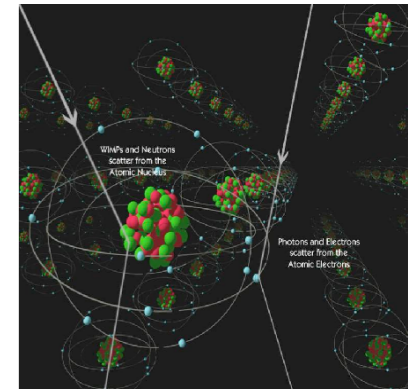 WIMPs and Neutrons
scatter from the
Atomic Nucleus
Photons and Electrons
scatter from the
Atomic Electrons